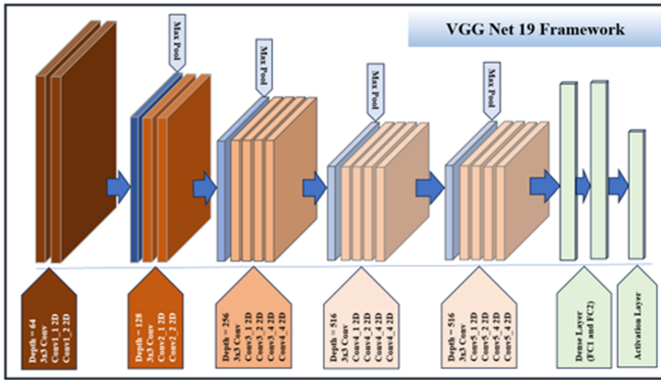 VGG Net 19 Framework
Max Pool
Max Pool
Max Pool
Max Pool
Depth = 64
3x3 Conv
Conv1_1 2D
Conv1_2 2D
Depth =128
3x3 Conv
Conv2_1 2D
Conv2_2 2D
Depth = 256
3x3 Conv
Conv3_1 2D
Conv3_2 2D
Conv3_4 2D
Conv4_4 2D
Depth =516
3x3 Conv
Conv4_1 2D
Conv4_2 2D
Conv4_4 2D
Conv4_4 2D
Depth =516
3x3 Conv
Conv5_1 2D
Conv5_2 2D
Conv5_4 2D
Conv5_4 2D
Dense Layer
(FC1 and FC2)
Activation Layer